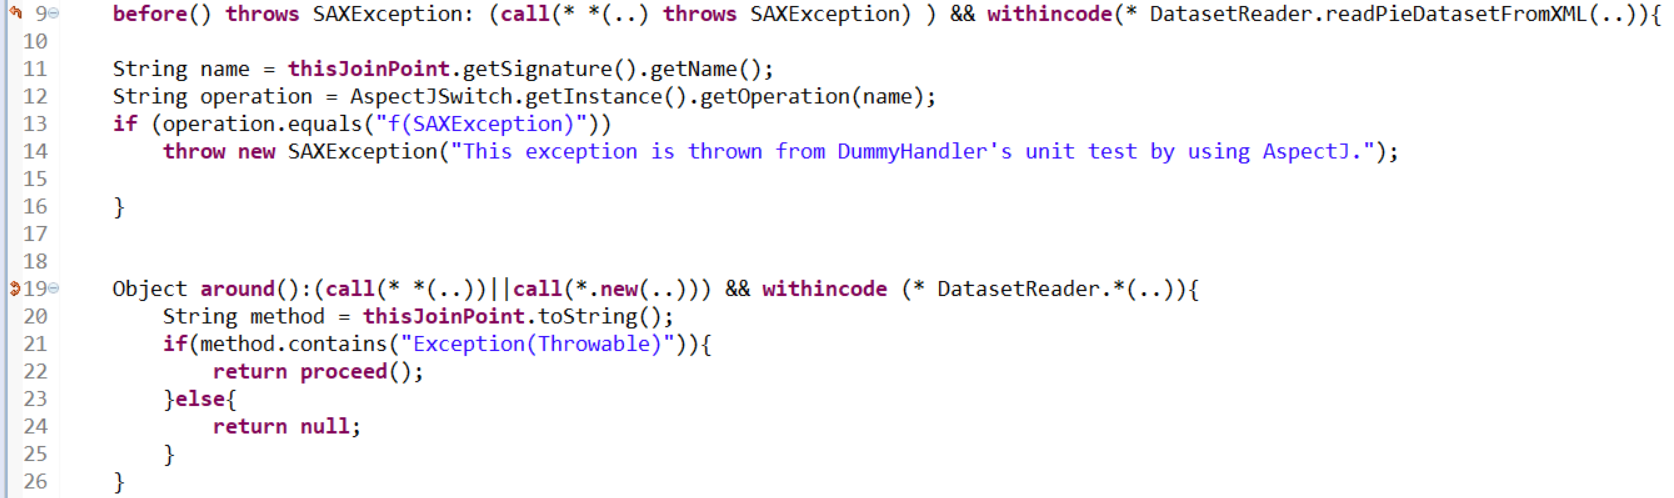 9 before() throws SAXException: (call(* *(..) throws SAXException) ) && withincode(* DatasetReader.readPieDatasetFromXML(..)){
10
11 String name = thisJoinPoint.getSignature().getName();
12 String operation = AspectJSwitch.getInstance().getOperation(name);
13 if (operation.equals("f(SAXException)"))
14 throw new SAXException("This exception is thrown from DummyHandler's unit test by using AspectJ.");
15
16 }
17
18
19 Object around():(call(* *(..))||call(*.new(..))) && withincode (* DatasetReader.*(..)){
20 String method = thisJoinPoint.toString();
21 if(method.contains("Exception(Throwable)")){
22 return proceed();
23 }else{
24 return null;
25 }
26 }